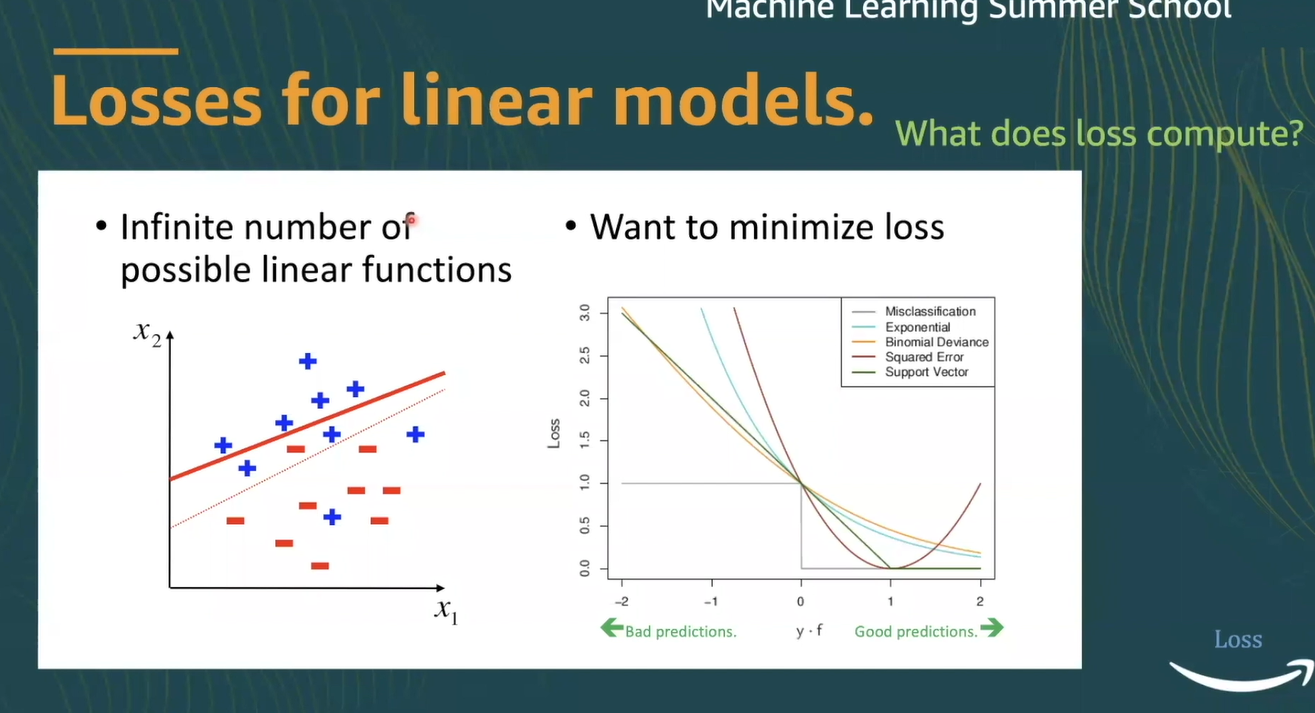 Machine Learning Summer School
Losses for linear models.
What does loss compute?
• Infinite number of
possible linear functions
• Want to minimize loss
x2
x1
Loss
3.0
2.5
2.0
1.5
1.0
0.5
0.0
Misclassification
Exponential
Binomial Deviance
Squared Error
Support Vector
−2
−1
0
1
2
Bad predictions.
y · f
Good predictions.
Loss